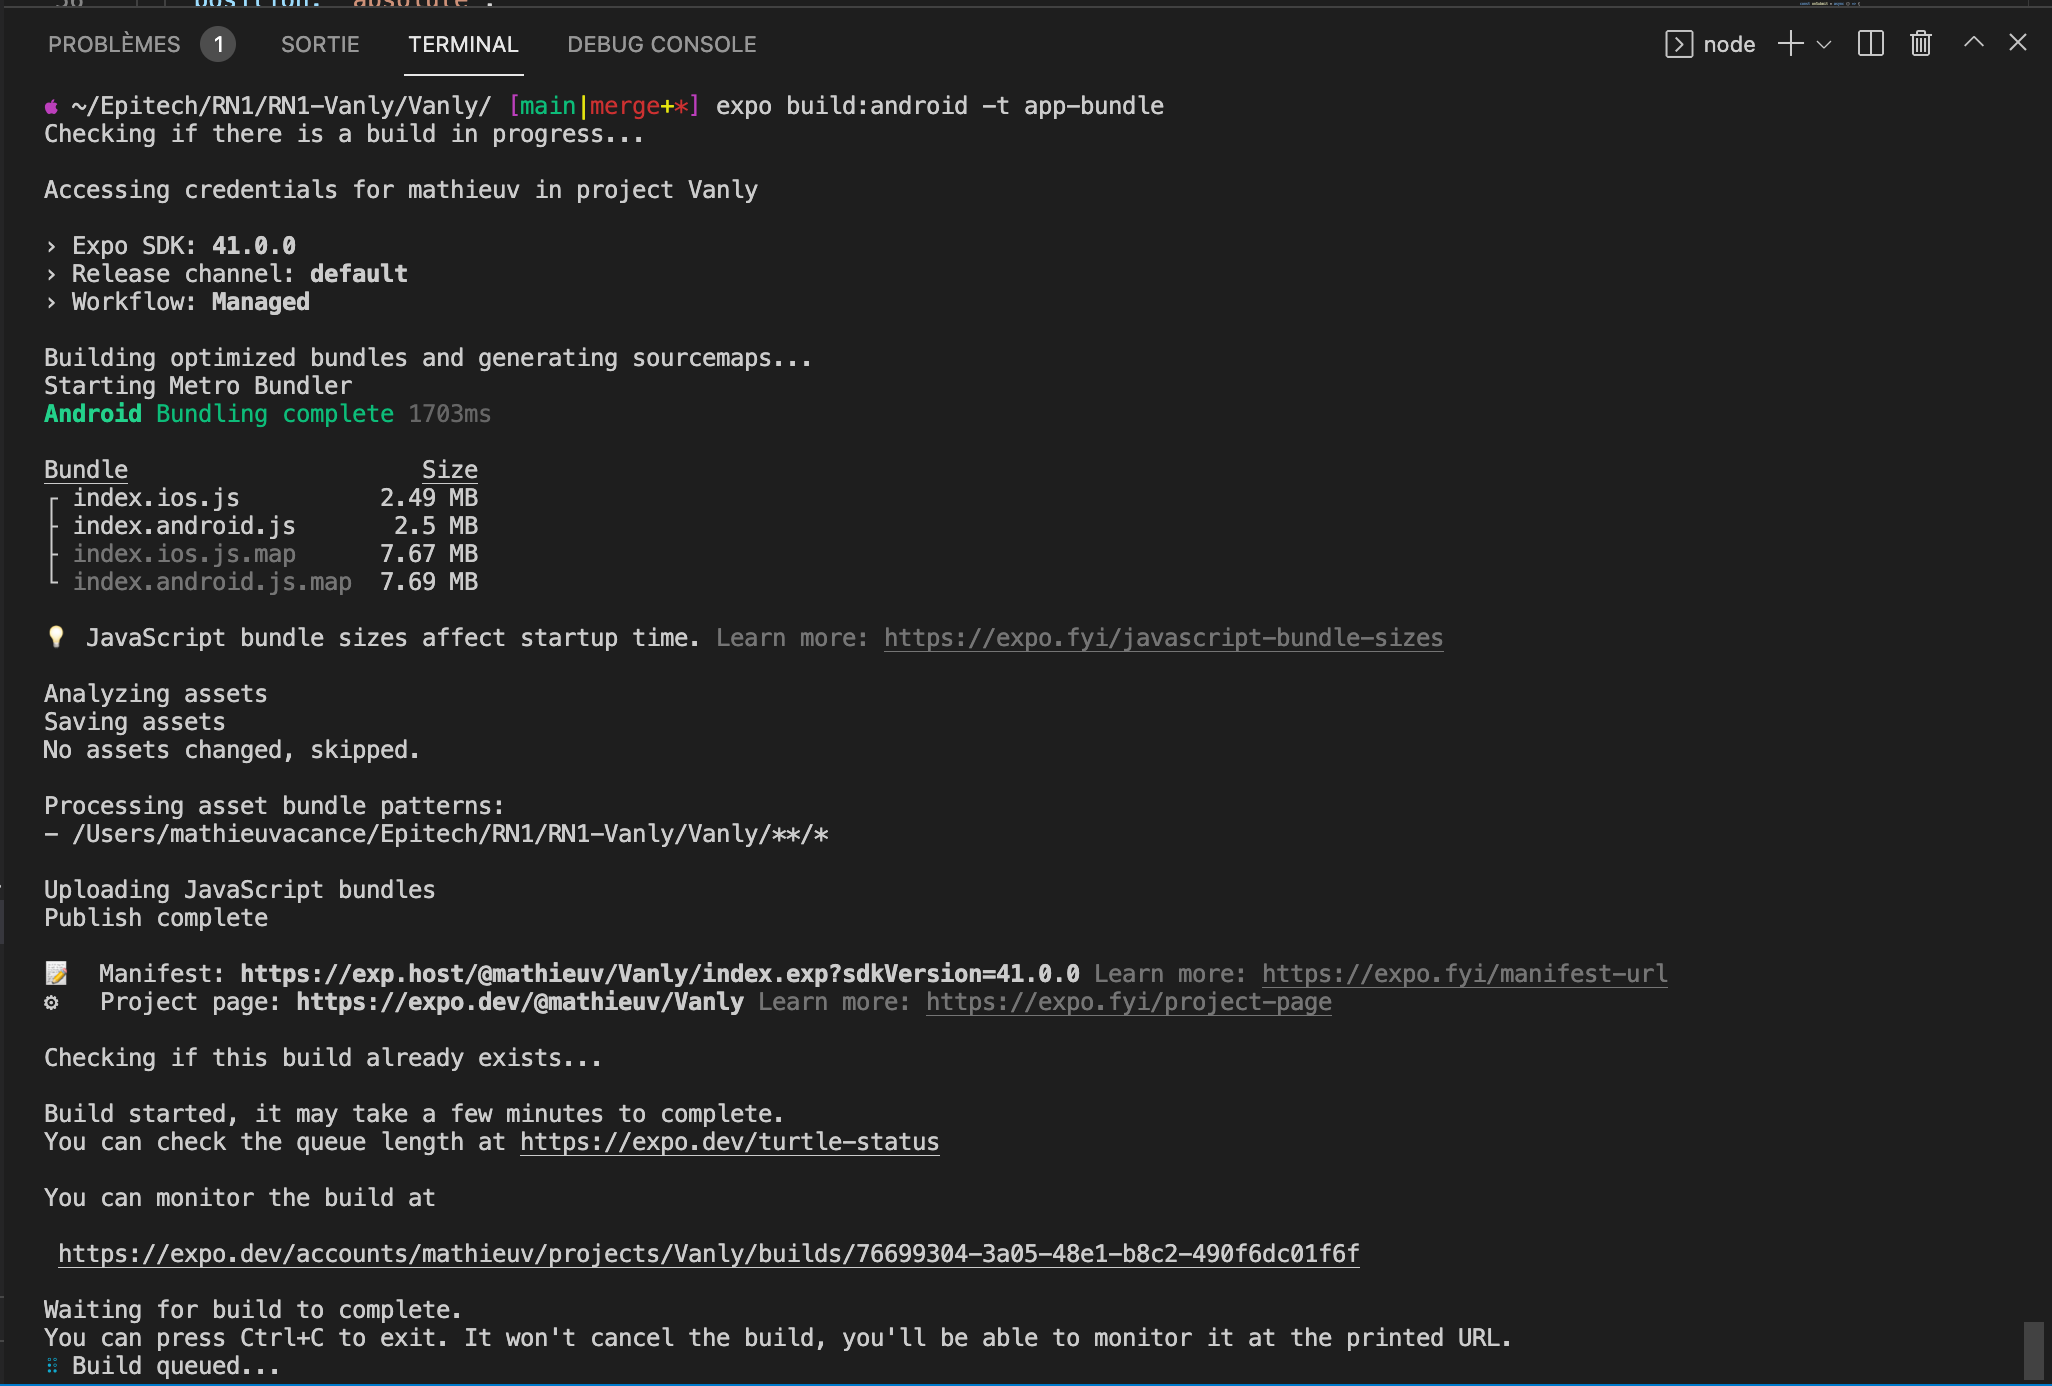 position: "absolute",
PROBLÈMES 1 SORTIE TERMINAL DEBUG CONSOLE node
~/Epitech/RN1/RN1-Vanly/Vanly/ [main|merge+*] expo build:android -t app-bundle
Checking if there is a build in progress...
Accessing credentials for mathieuv in project Vanly
› Expo SDK: 41.0.0
› Release channel: default
› Workflow: Managed
Building optimized bundles and generating sourcemaps...
Starting Metro Bundler
Android Bundling complete 1703ms
Bundle Size
┌ index.ios.js 2.49 MB
├ index.android.js 2.5 MB
├ index.ios.js.map 7.67 MB
└ index.android.js.map 7.69 MB
💡 JavaScript bundle sizes affect startup time. Learn more: https://expo.fyi/javascript-bundle-sizes
Analyzing assets
Saving assets
No assets changed, skipped.
Processing asset bundle patterns:
- /Users/mathieuvacance/Epitech/RN1/RN1-Vanly/Vanly/**/*
Uploading JavaScript bundles
Publish complete
📝 Manifest: https://exp.host/@mathieuv/Vanly/index.exp?sdkVersion=41.0.0 Learn more: https://expo.fyi/manifest-url
⚙ Project page: https://expo.dev/@mathieuv/Vanly Learn more: https://expo.fyi/project-page
Checking if this build already exists...
Build started, it may take a few minutes to complete.
You can check the queue length at https://expo.dev/turtle-status
You can monitor the build at
https://expo.dev/accounts/mathieuv/projects/Vanly/builds/76699304-3a05-48e1-b8c2-490f6dc01f6f
Waiting for build to complete.
You can press Ctrl+C to exit. It won't cancel the build, you'll be able to monitor it at the printed URL.
⠿ Build queued...